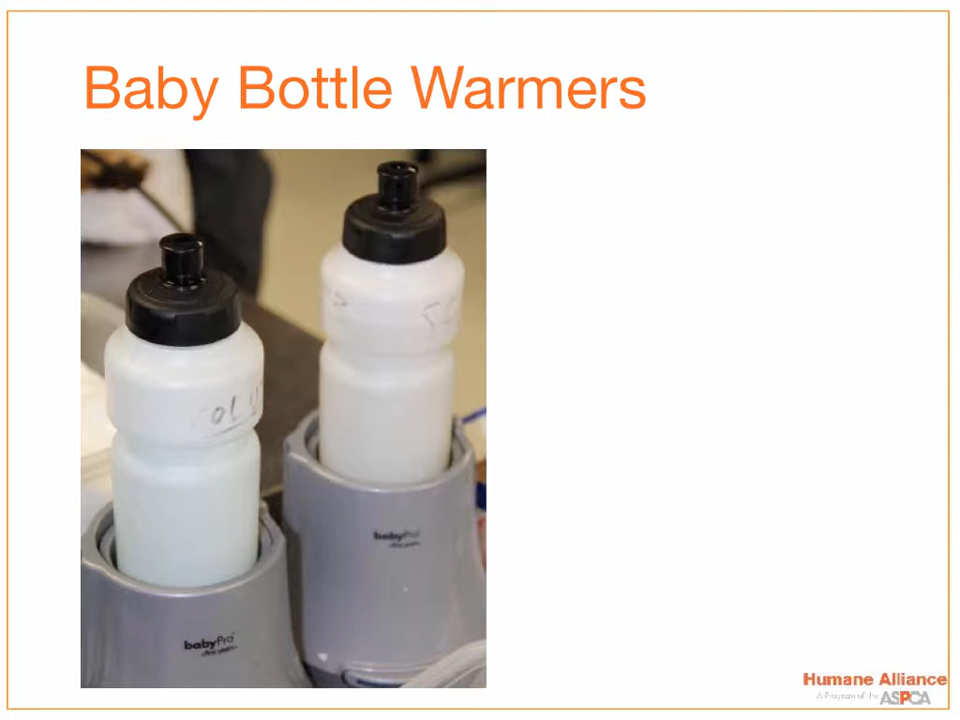 Baby Bottle Warmers
babyPro
babyPro
Humane Alliance
A Program of the ASPCA